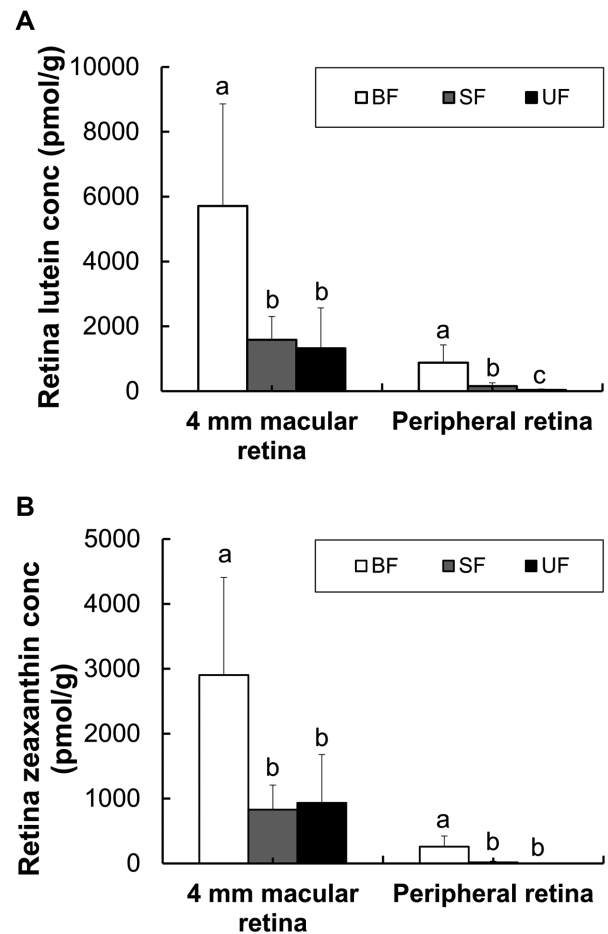 A
Retina lutein conc (pmol/g)
10000
8000
6000
4000
2000
0
BF SF UF
a
b
b
a
b
c
4 mm macular
retina
Peripheral retina
B
Retina zeaxanthin conc
(pmol/g)
5000
4000
3000
2000
1000
0
BF SF UF
a
b
b
a
b
b
4 mm macular
retina
Peripheral retina